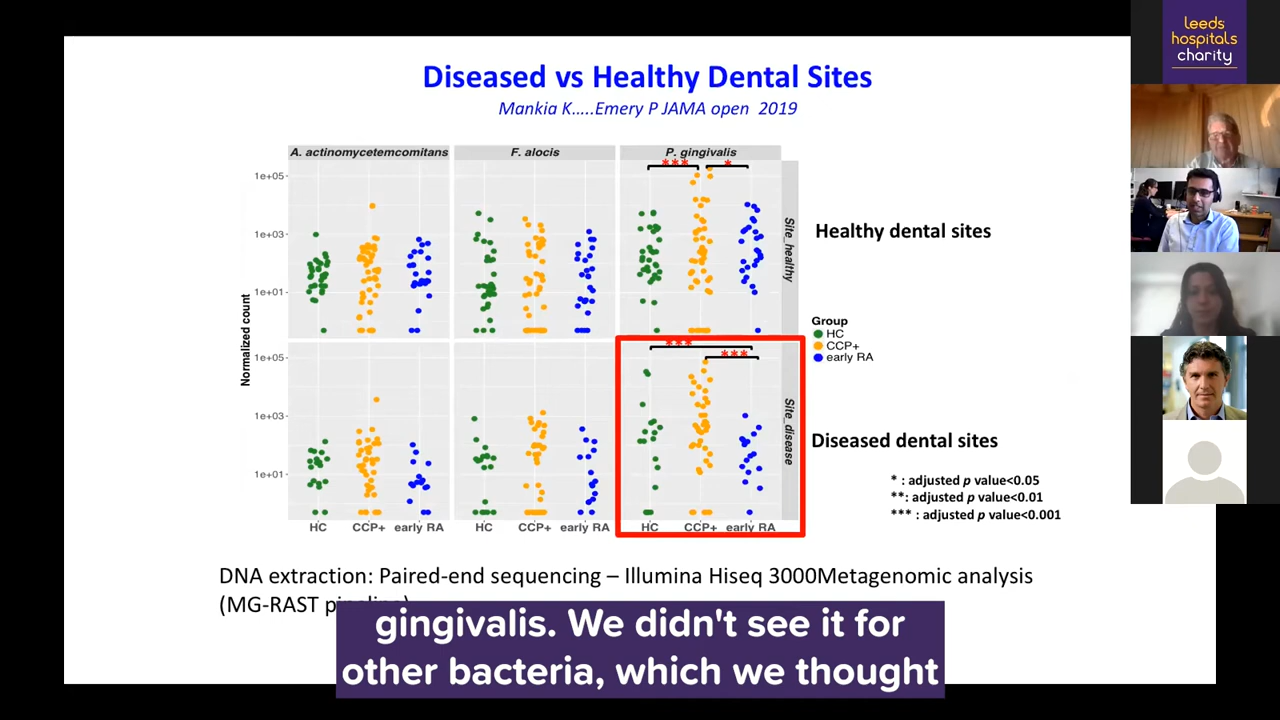 Diseased vs Healthy Dental Sites
Mankia K…..Emery P JAMA open 2019
leeds
hospitals
charity
A. actinomycetemcomitans
F. alocis
P. gingivalis
*** *
1e+05
1e+03
1e+01
Site_healthy
Healthy dental sites
Normalized count
Group
HC
CCP+
early RA
*** ***
1e+05
1e+03
1e+01
Site_disease
Diseased dental sites
* : adjusted p value<0.05
**: adjusted p value<0.01
*** : adjusted p value<0.001
HC CCP+ early RA HC CCP+ early RA HC CCP+ early RA
DNA extraction: Paired-end sequencing – Illumina Hiseq 3000Metagenomic analysis
(MG-RAST
gingivalis. We didn't see it for
other bacteria, which we thought